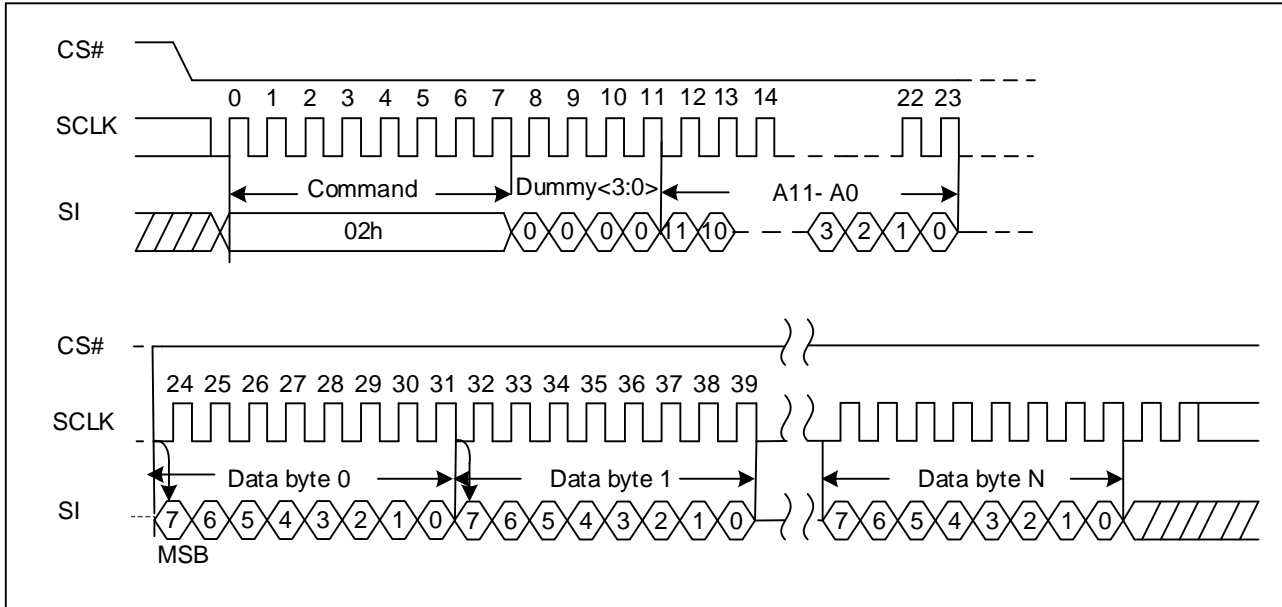 CS#
0 1 2 3 4 5 6 7 8 9 10 11 12 13 14 22 23
SCLK
Command Dummy<3:0> A11- A0
SI
02h 0 0 0 0 11 10 3 2 1 0
CS#
24 25 26 27 28 29 30 31 32 33 34 35 36 37 38 39
SCLK
Data byte 0 Data byte 1 Data byte N
SI
7 6 5 4 3 2 1 0 7 6 5 4 3 2 1 0 7 6 5 4 3 2 1 0
MSB